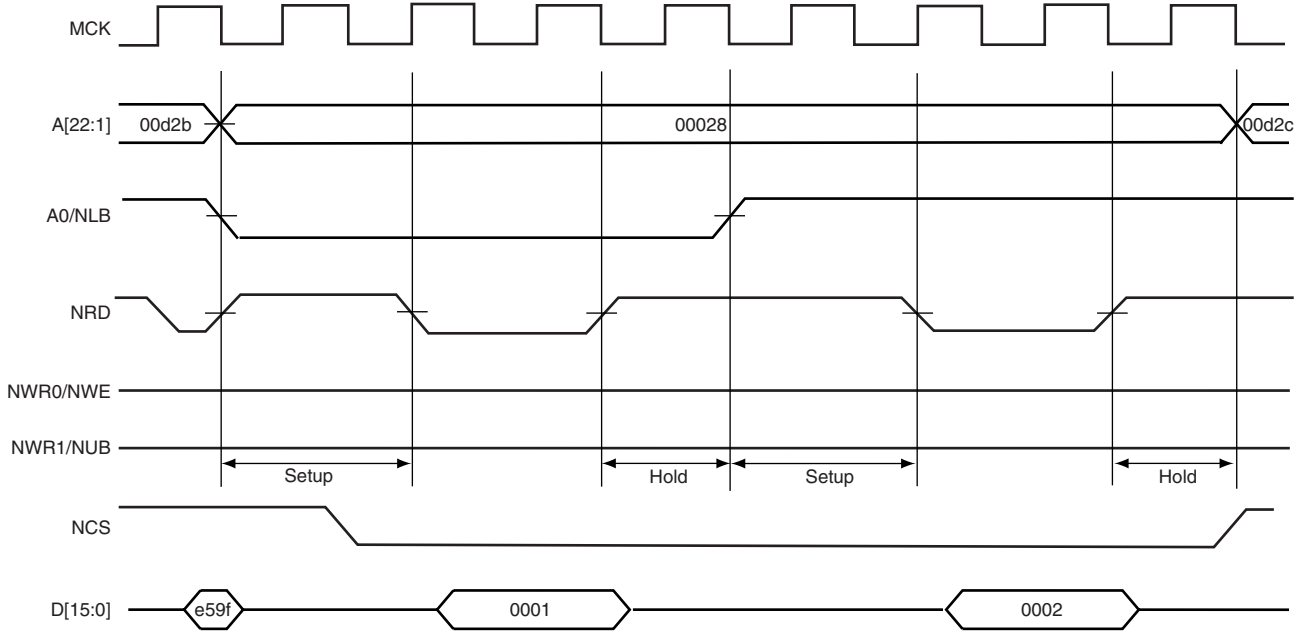 MCK
A[22:1] 00d2b 00028 00d2c
A0/NLB
NRD
NWR0/NWE
NWR1/NUB
Setup Hold Setup Hold
NCS
D[15:0] e59f 0001 0002